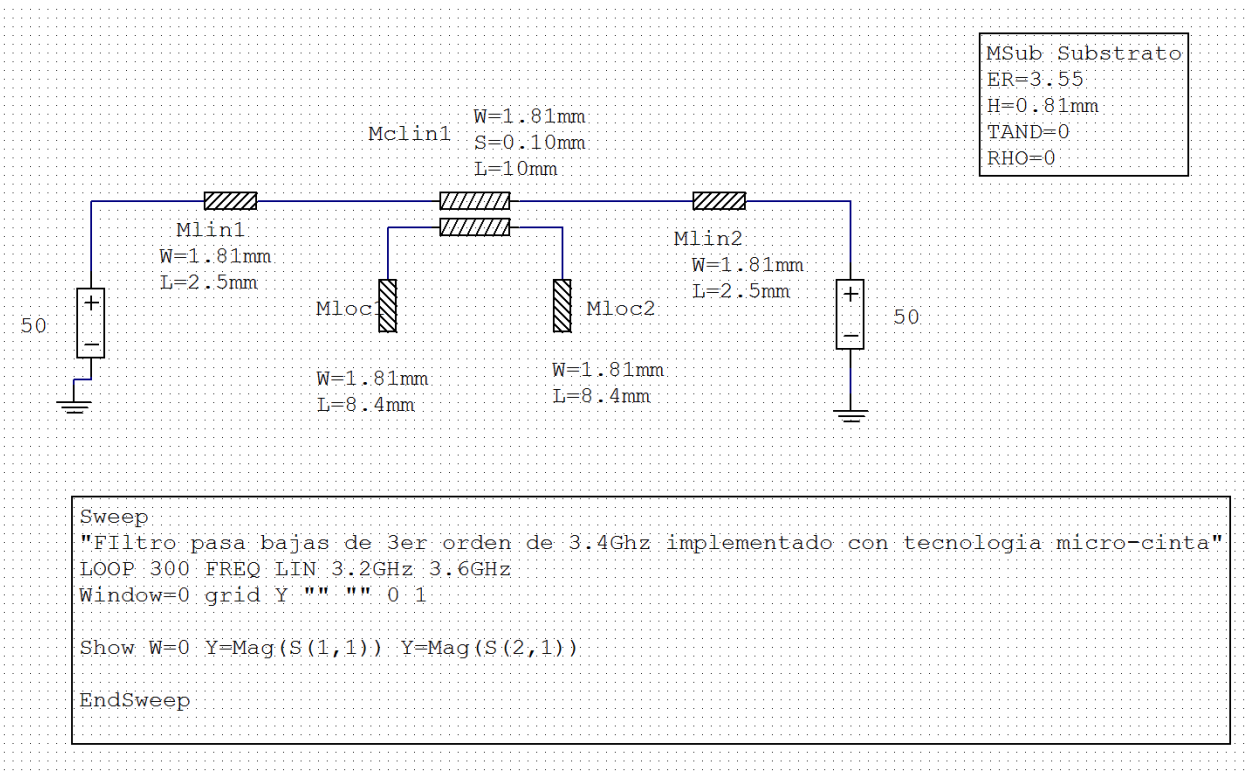 MSub Substrato
ER=3.55
H=0.81mm
TAND=0
RHO=0
Mclin1
W=1.81mm
S=0.10mm
L=10mm
Mlin1
W=1.81mm
L=2.5mm
Mlin2
W=1.81mm
L=2.5mm
50
+
−
Mloc1
W=1.81mm
L=8.4mm
Mloc2
W=1.81mm
L=8.4mm
+
−
50
Sweep
"FIltro pasa bajas de 3er orden de 3.4Ghz implementado con tecnologia micro-cinta"
LOOP 300 FREQ LIN 3.2GHz 3.6GHz
Window=0 grid Y "" "" 0 1
Show W=0 Y=Mag(S(1,1)) Y=Mag(S(2,1))
EndSweep